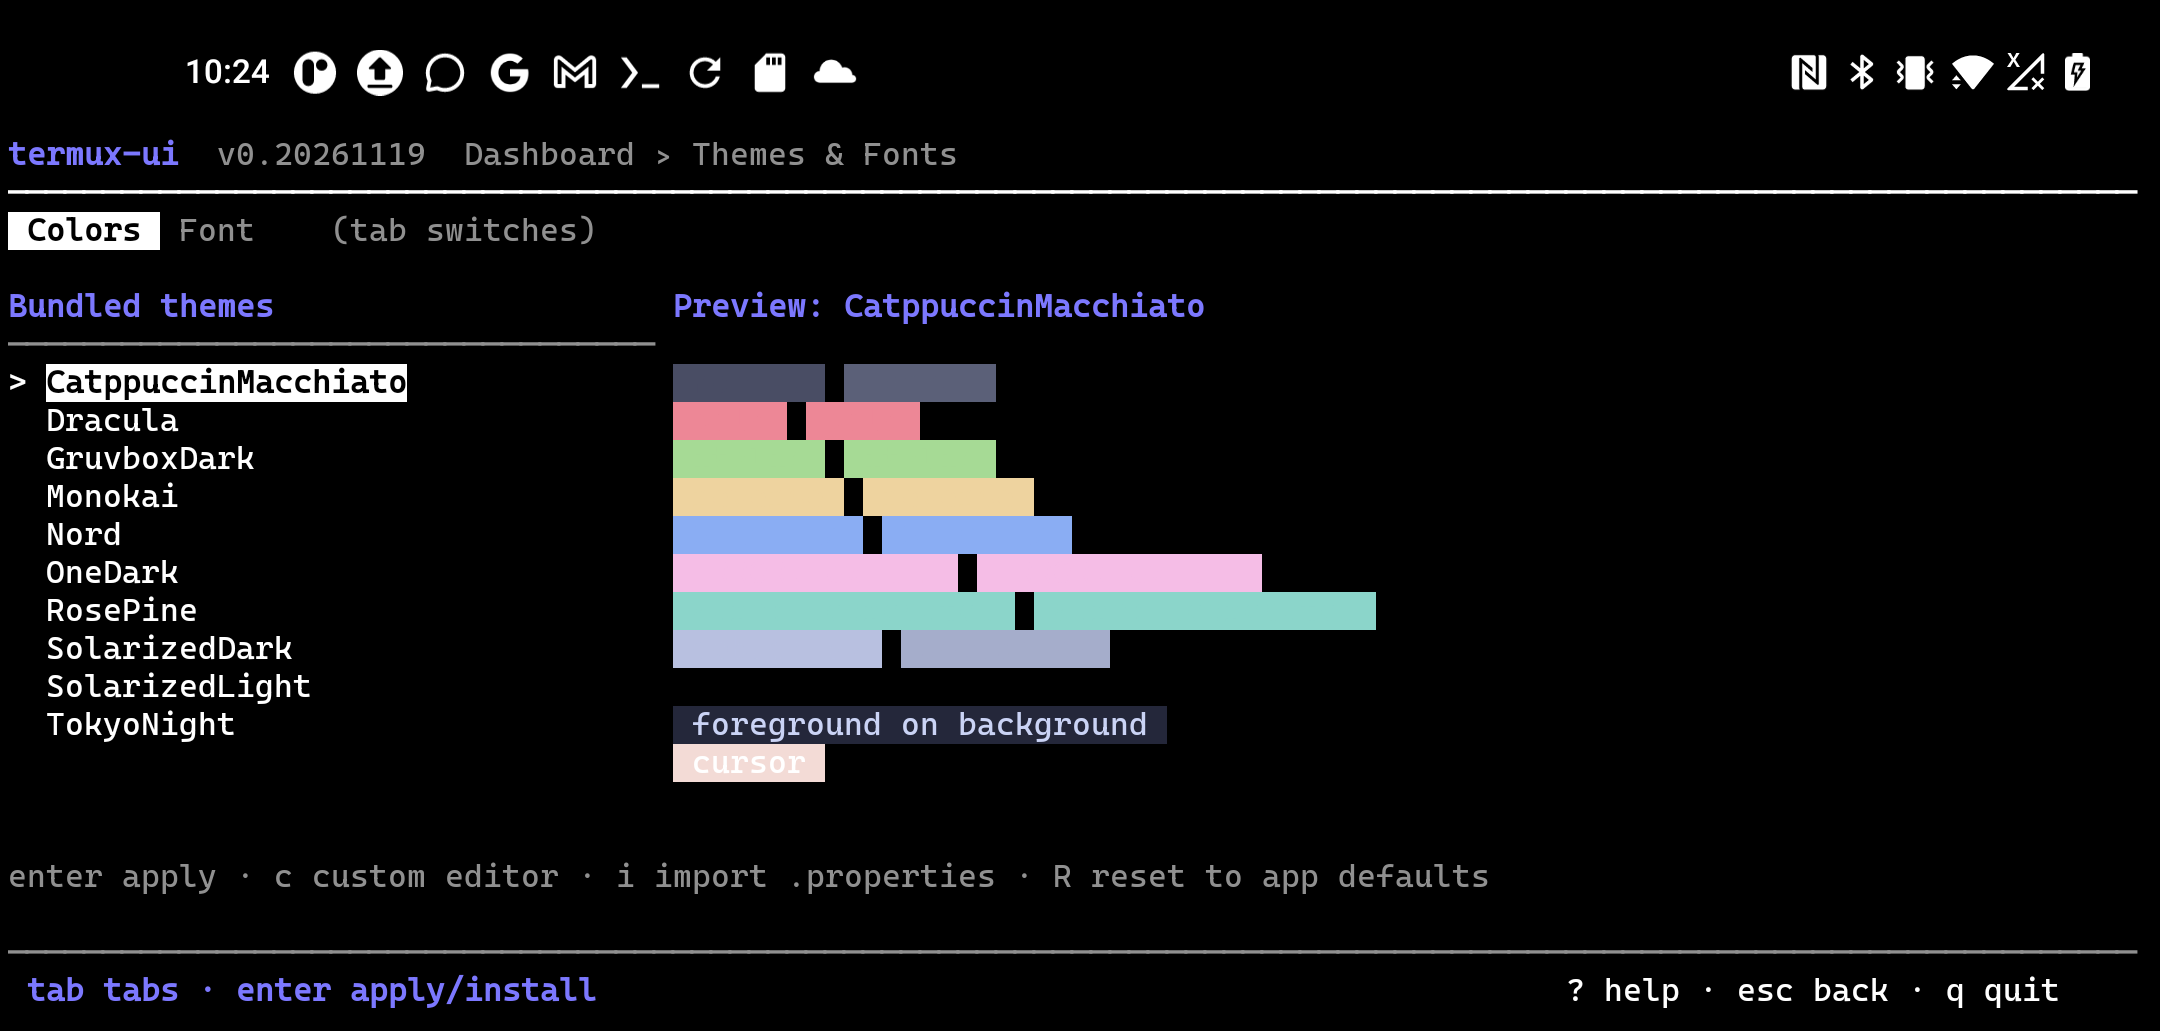 10:24
termux-ui  v0.20261119  Dashboard > Themes & Fonts
Colors  Font    (tab switches)
Bundled themes
> CatppuccinMacchiato
Dracula
GruvboxDark
Monokai
Nord
OneDark
RosePine
SolarizedDark
SolarizedLight
TokyoNight
Preview: CatppuccinMacchiato
foreground on background
cursor
enter apply · c custom editor · i import .properties · R reset to app defaults
tab tabs · enter apply/install    ? help · esc back · q quit